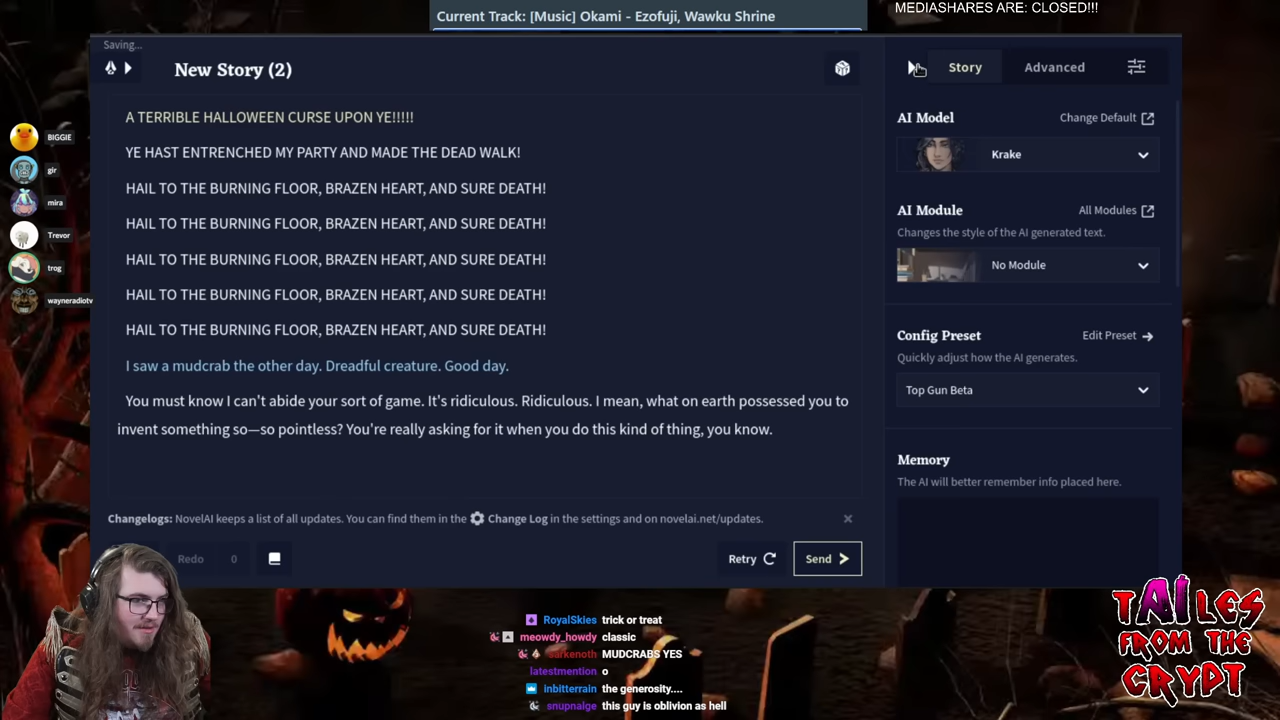 Current Track: [Music] Okami - Ezofuji, Wawku Shrine
MEDIASHARES ARE: CLOSED!!!
Saving...
New Story (2)
Story
Advanced
A TERRIBLE HALLOWEEN CURSE UPON YE!!!!!
YE HAST ENTRENCHED MY PARTY AND MADE THE DEAD WALK!
HAIL TO THE BURNING FLOOR, BRAZEN HEART, AND SURE DEATH!
HAIL TO THE BURNING FLOOR, BRAZEN HEART, AND SURE DEATH!
HAIL TO THE BURNING FLOOR, BRAZEN HEART, AND SURE DEATH!
HAIL TO THE BURNING FLOOR, BRAZEN HEART, AND SURE DEATH!
HAIL TO THE BURNING FLOOR, BRAZEN HEART, AND SURE DEATH!
I saw a mudcrab the other day. Dreadful creature. Good day.
You must know I can't abide your sort of game. It's ridiculous. Ridiculous. I mean, what on earth possessed you to
invent something so—so pointless? You're really asking for it when you do this kind of thing, you know.
Changelogs: NovelAI keeps a list of all updates. You can find them in the Change Log in the settings and on novelai.net/updates.
Redo 0
Retry
Send
AI Model
Change Default
Krake
AI Module
All Modules
Changes the style of the AI generated text.
No Module
Config Preset
Edit Preset
Quickly adjust how the AI generates.
Top Gun Beta
Memory
The AI will better remember info placed here.
BIGGIE
gir
mira
Trevor
trog
wayneradiotv
RoyalSkies trick or treat
meowdy_howdy classic
sarkenoth MUDCRABS YES
latestmention o
inbitterrain the generosity....
snupnaige this guy is oblivion as hell
TAILES
FROM THE
CRYPT